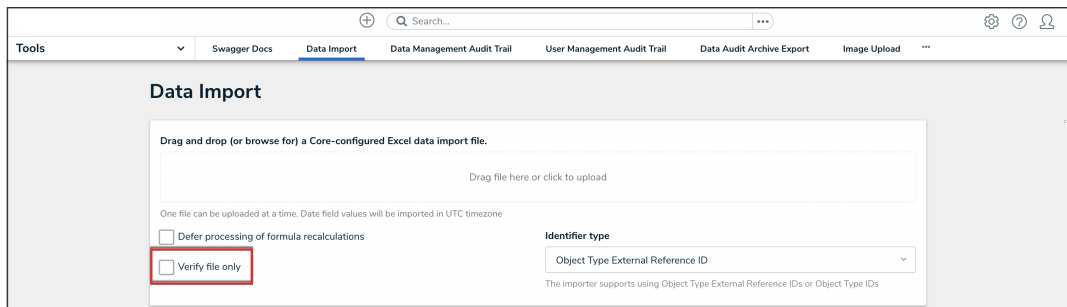 Search...
Tools
Swagger Docs Data Import Data Management Audit Trail User Management Audit Trail Data Audit Archive Export Image Upload
Data Import
Drag and drop (or browse for) a Core-configured Excel data import file.
Drag file here or click to upload
One file can be uploaded at a time. Date field values will be imported in UTC timezone
Defer processing of formula recalculations
Verify file only
Identifier type
Object Type External Reference ID
The importer supports using Object Type External Reference IDs or Object Type IDs